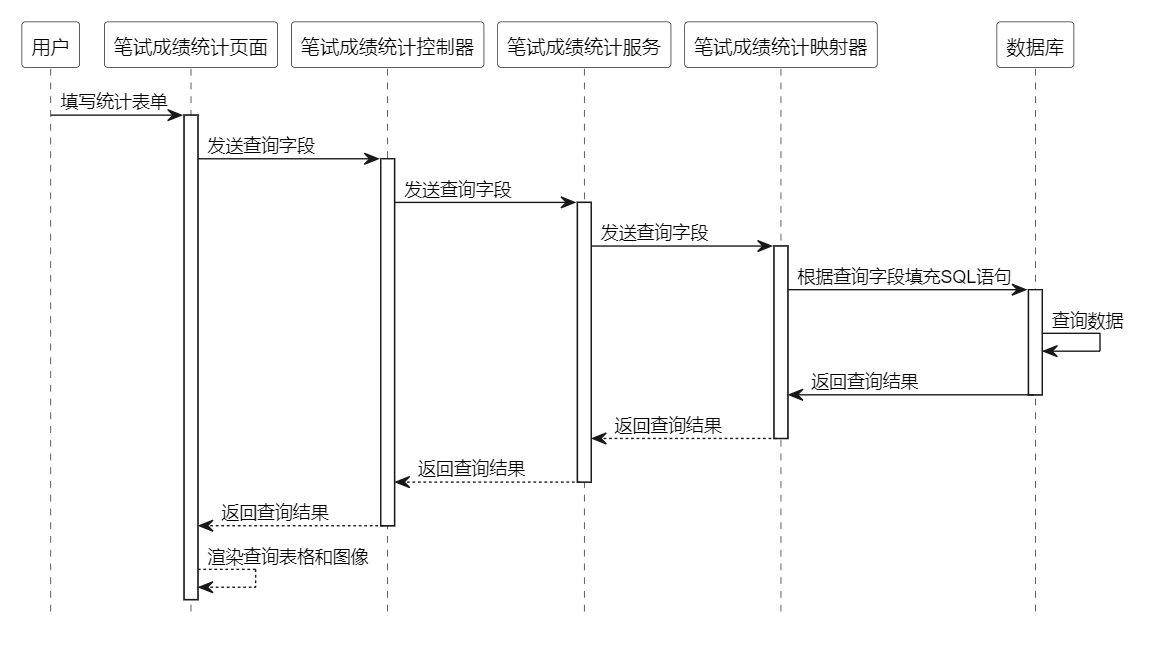 用户
笔试成绩统计页面
笔试成绩统计控制器
笔试成绩统计服务
笔试成绩统计映射器
数据库
填写统计表单
发送查询字段
发送查询字段
发送查询字段
根据查询字段填充SQL语句
查询数据
返回查询结果
返回查询结果
返回查询结果
返回查询结果
渲染查询表格和图像